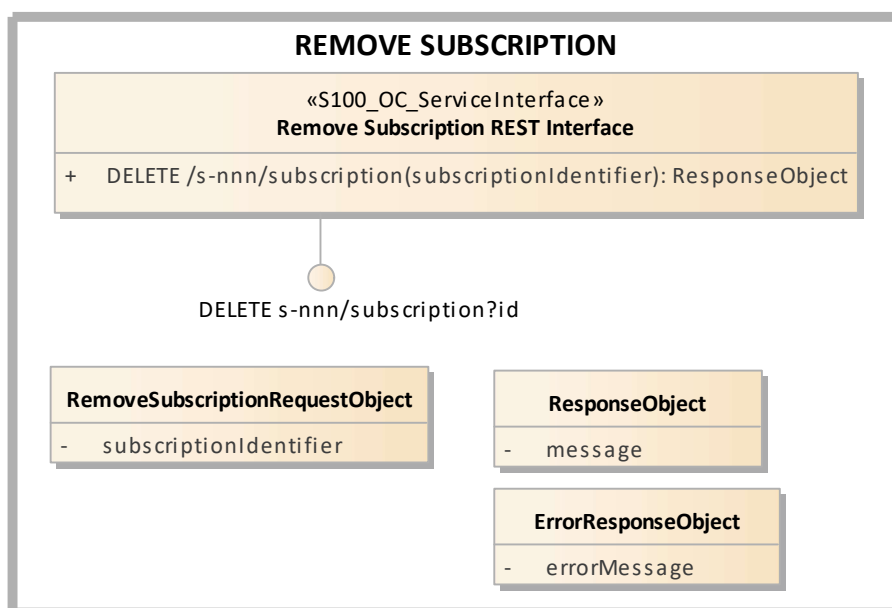 REMOVE SUBSCRIPTION
«S100_OC_ServiceInterface»
Remove Subscription REST Interface
+ DELETE /s-nnn/subscription(subscriptionIdentifier): ResponseObject
DELETE s-nnn/subscription?id
RemoveSubscriptionRequestObject
- subscriptionIdentifier
ResponseObject
- message
ErrorResponseObject
- errorMessage